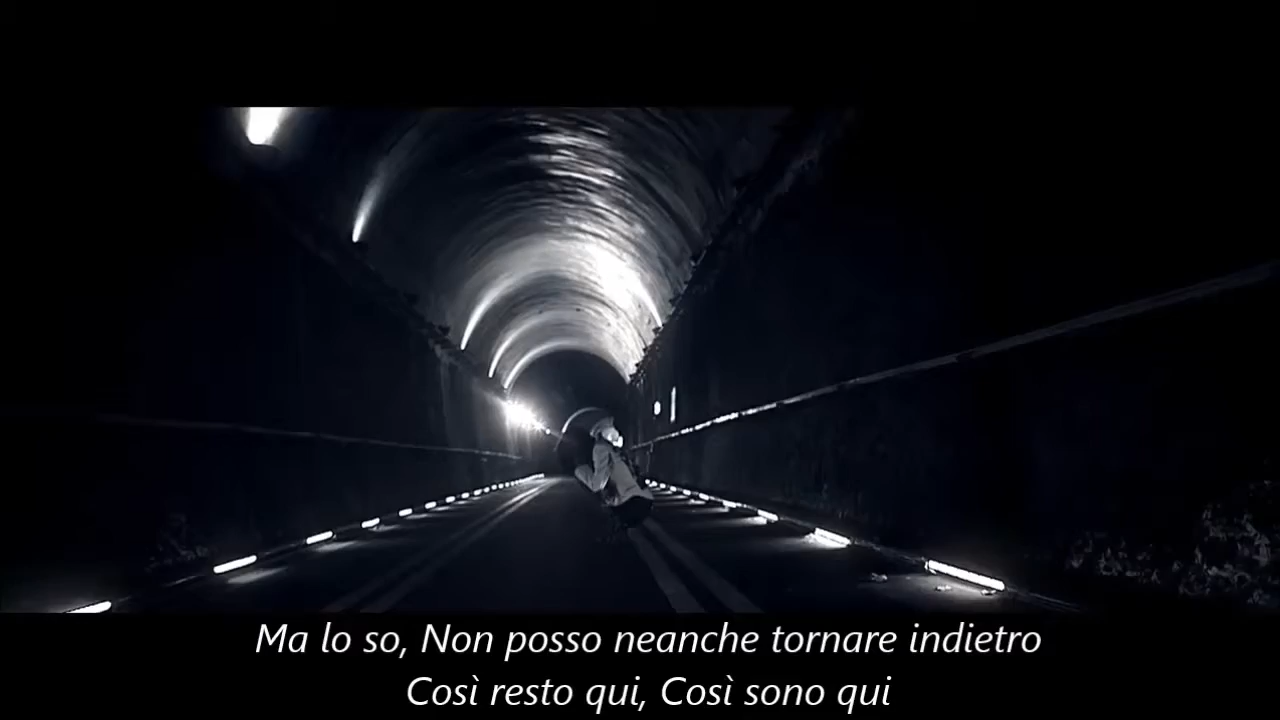 Ma lo so, Non posso neanche tornare indietro
Così resto qui, Così sono qui